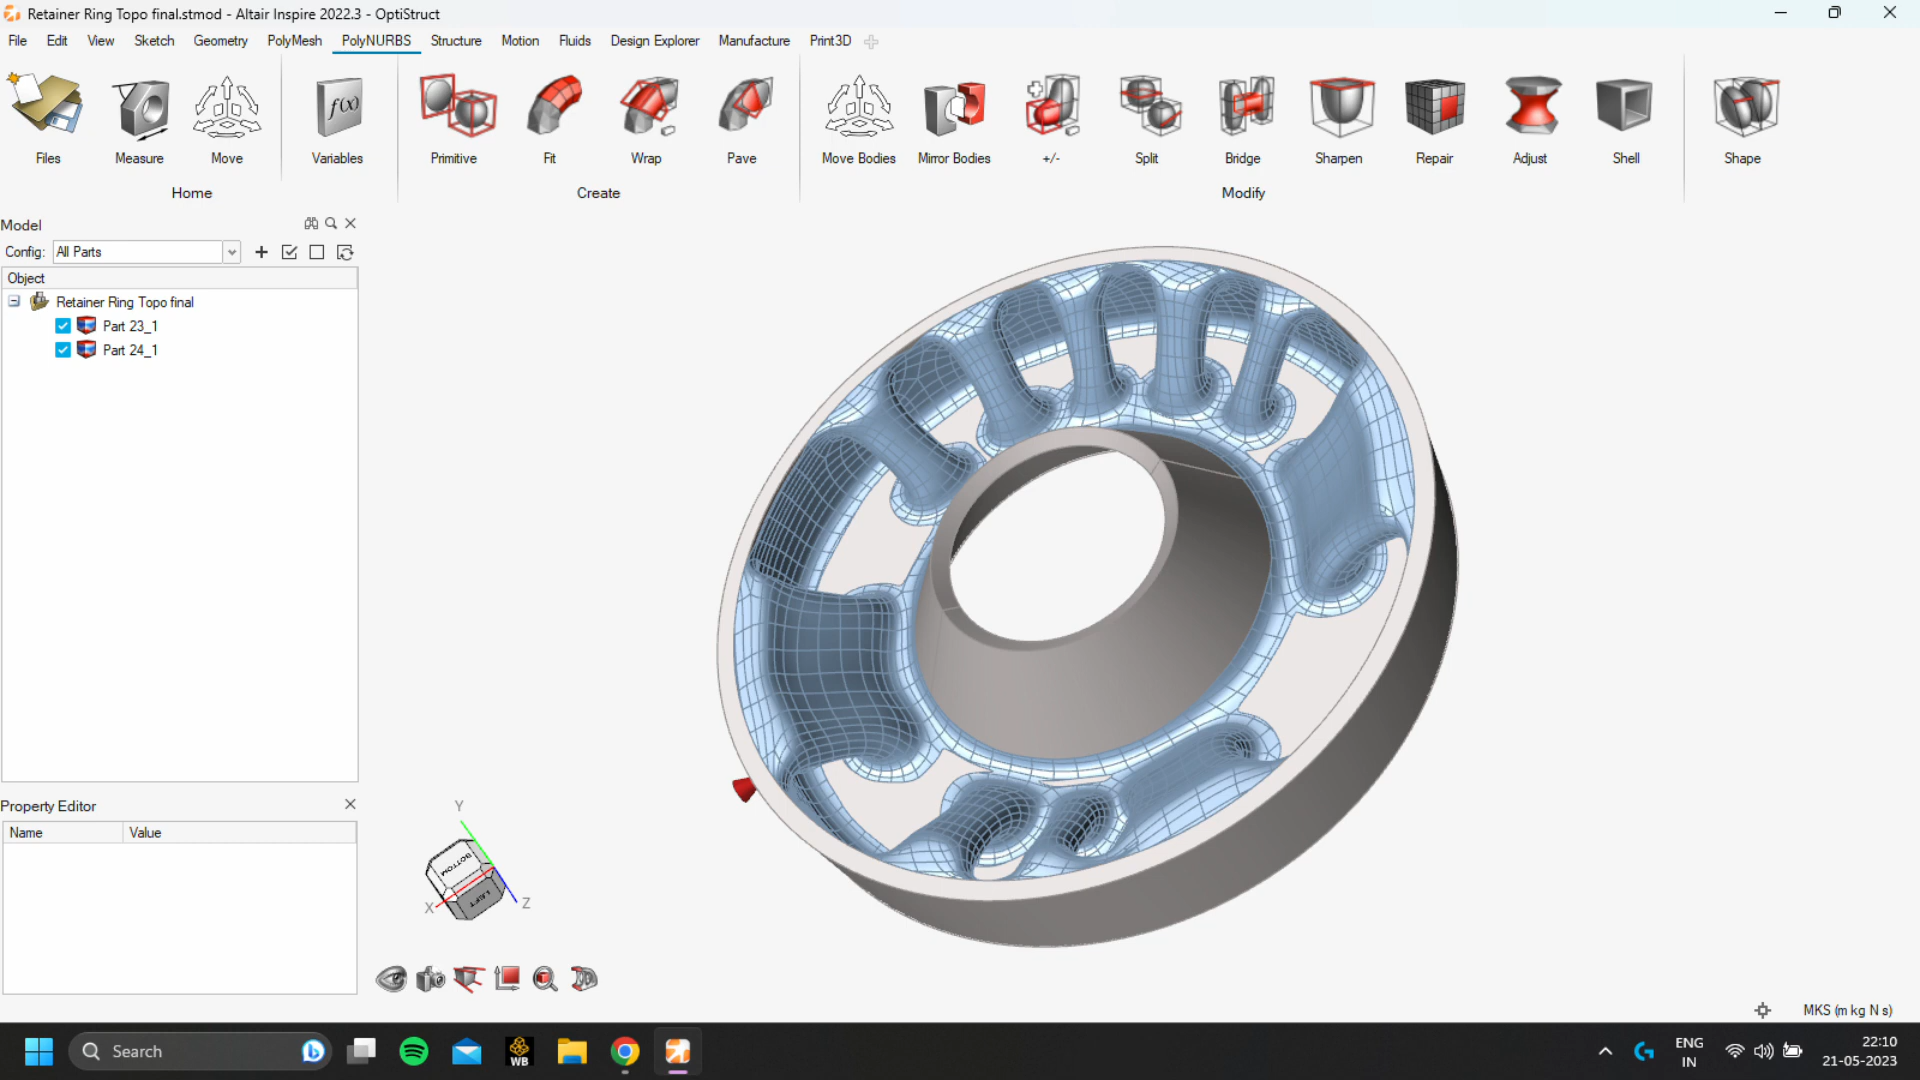 Retainer Ring Topo final.stmod - Altair Inspire 2022.3 - OptiStruct
File Edit View Sketch Geometry PolyMesh PolyNURBS Structure Motion Fluids Design Explorer Manufacture Print3D
f(x)
Files Measure Move Variables Primitive Fit Wrap Pave Move Bodies Mirror Bodies +/- Split Bridge Sharpen Repair Adjust Shell Shape
Home Create Modify
Model
Config: All Parts
Object
Retainer Ring Topo final
Part 23_1
Part 24_1
Property Editor
Name Value
Y
BOTTOM
LEFT
X
Z
MKS (m kg N s)
Search
WB
ENG
IN
22:10
21-05-2023